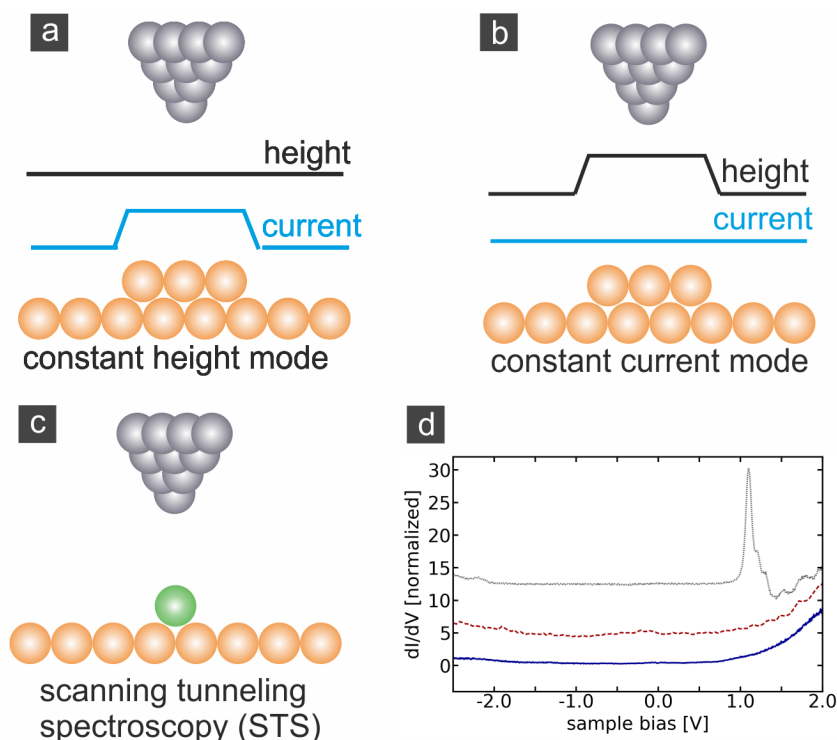 a
height
current
constant height mode
b
height
current
constant current mode
c
scanning tunneling
spectroscopy (STS)
d
dI/dV [normalized]
30
25
20
15
10
5
0
-2.0 -1.0 0.0 1.0 2.0
sample bias [V]